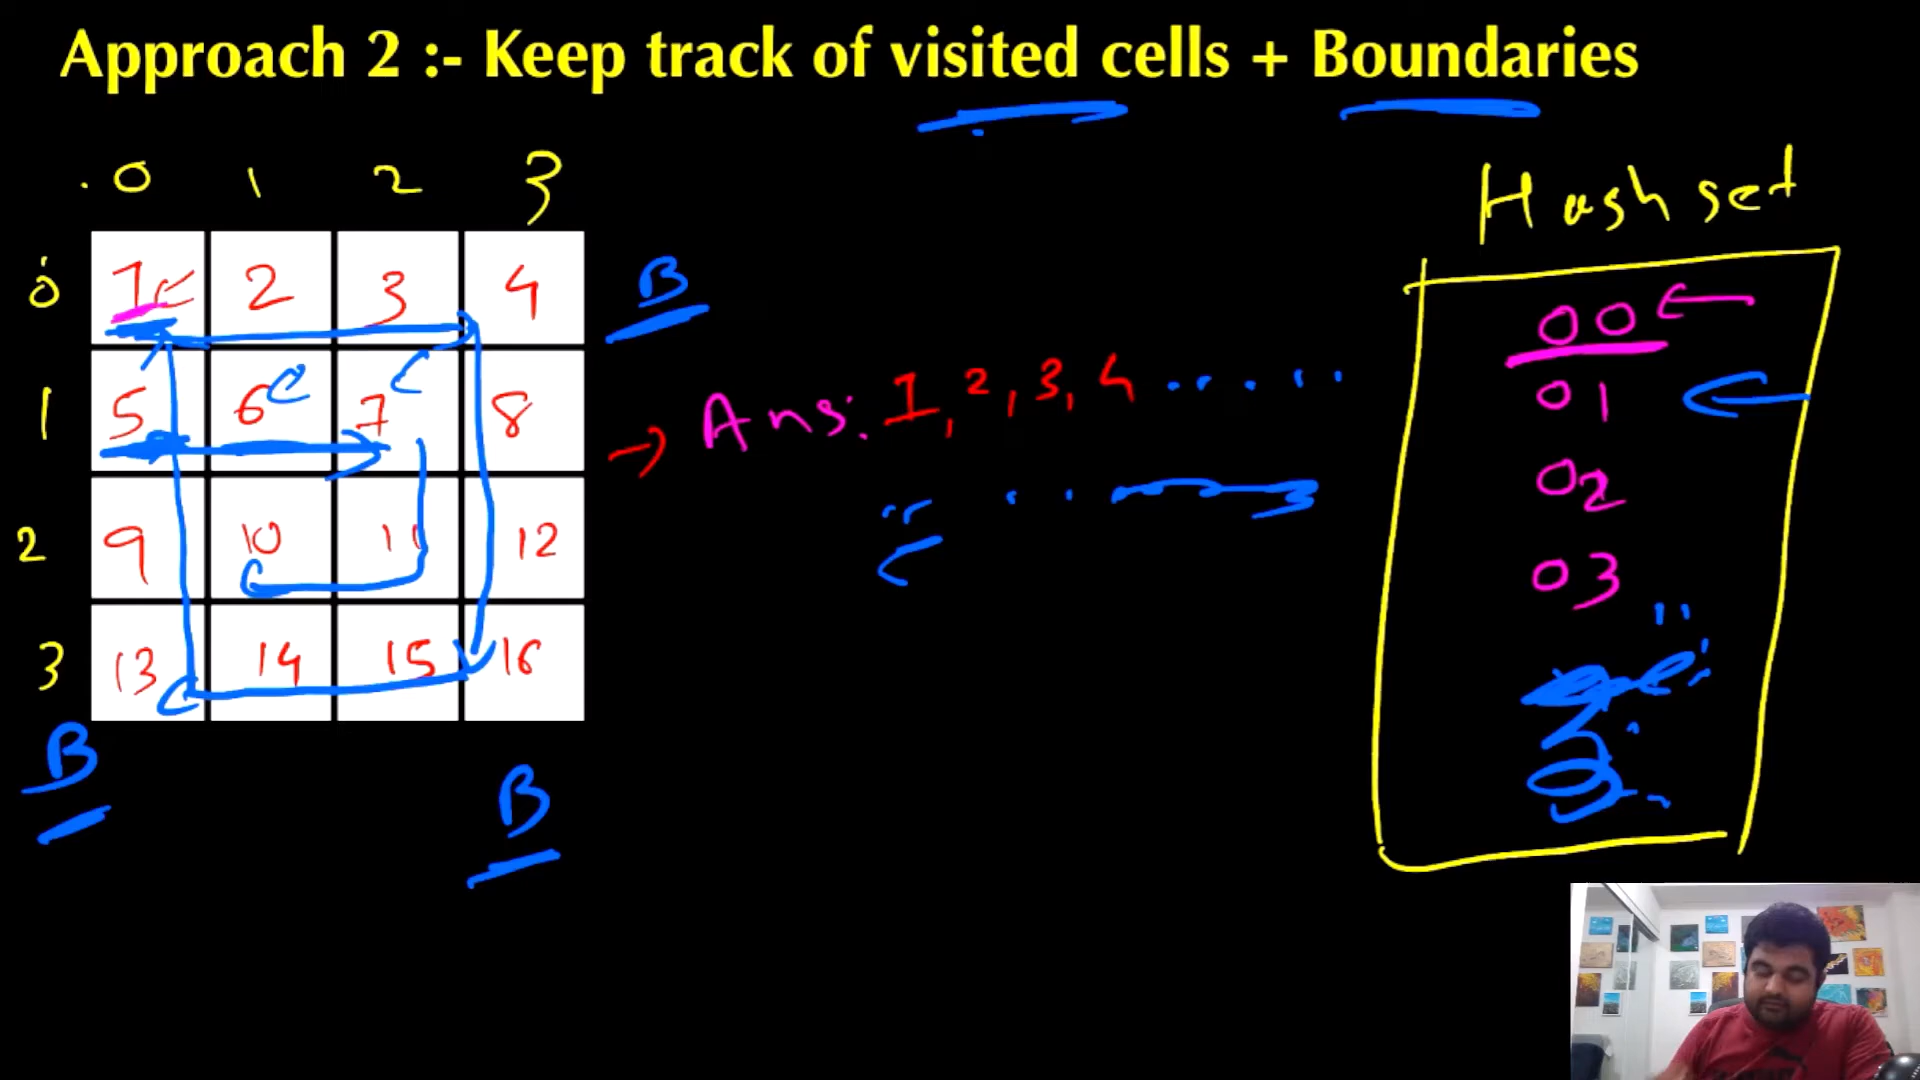 Approach 2 :- Keep track of visited cells + Boundaries
0 1 2 3
Hash set
0 1 2 3 4 B
1 5 6 7 8
2 9 10 11 12
3 13 14 15 16
→ Ans: 1, 2, 3, 4 ......
00
01
02
03
B
B